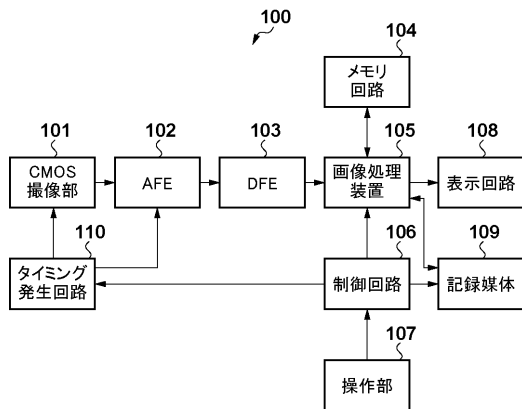 100
104
メモリ
回路
101
102
103
105
108
CMOS
撮像部
AFE
DFE
画像処理
装置
表示回路
110
106
109
タイミング
発生回路
制御回路
記録媒体
107
操作部